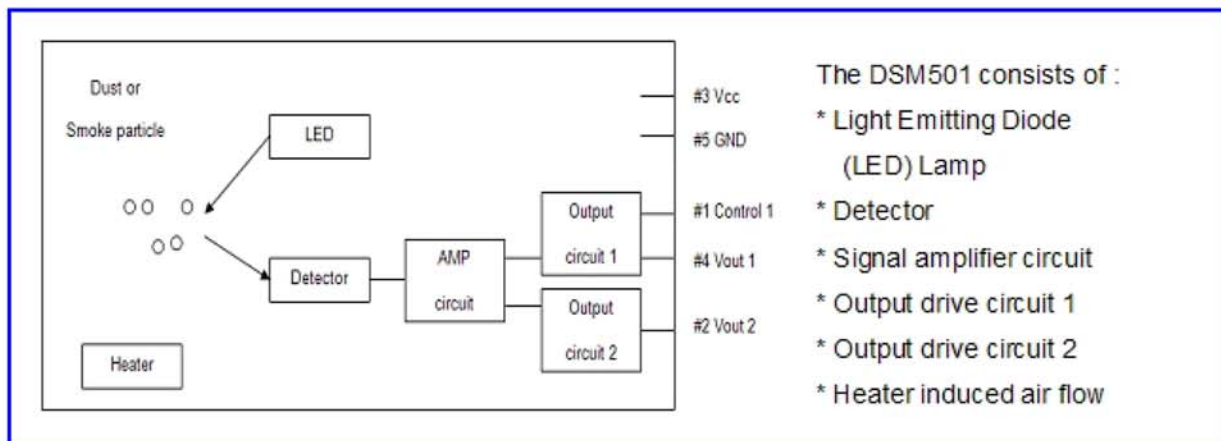 Dust or
Smoke particle
LED
Detector
AMP
circuit
Output
circuit 1
Output
circuit 2
Heater
#3 Vcc
#5 GND
#1 Control 1
#4 Vout 1
#2 Vout 2
The DSM501 consists of :
* Light Emitting Diode
(LED) Lamp
* Detector
* Signal amplifier circuit
* Output drive circuit 1
* Output drive circuit 2
* Heater induced air flow